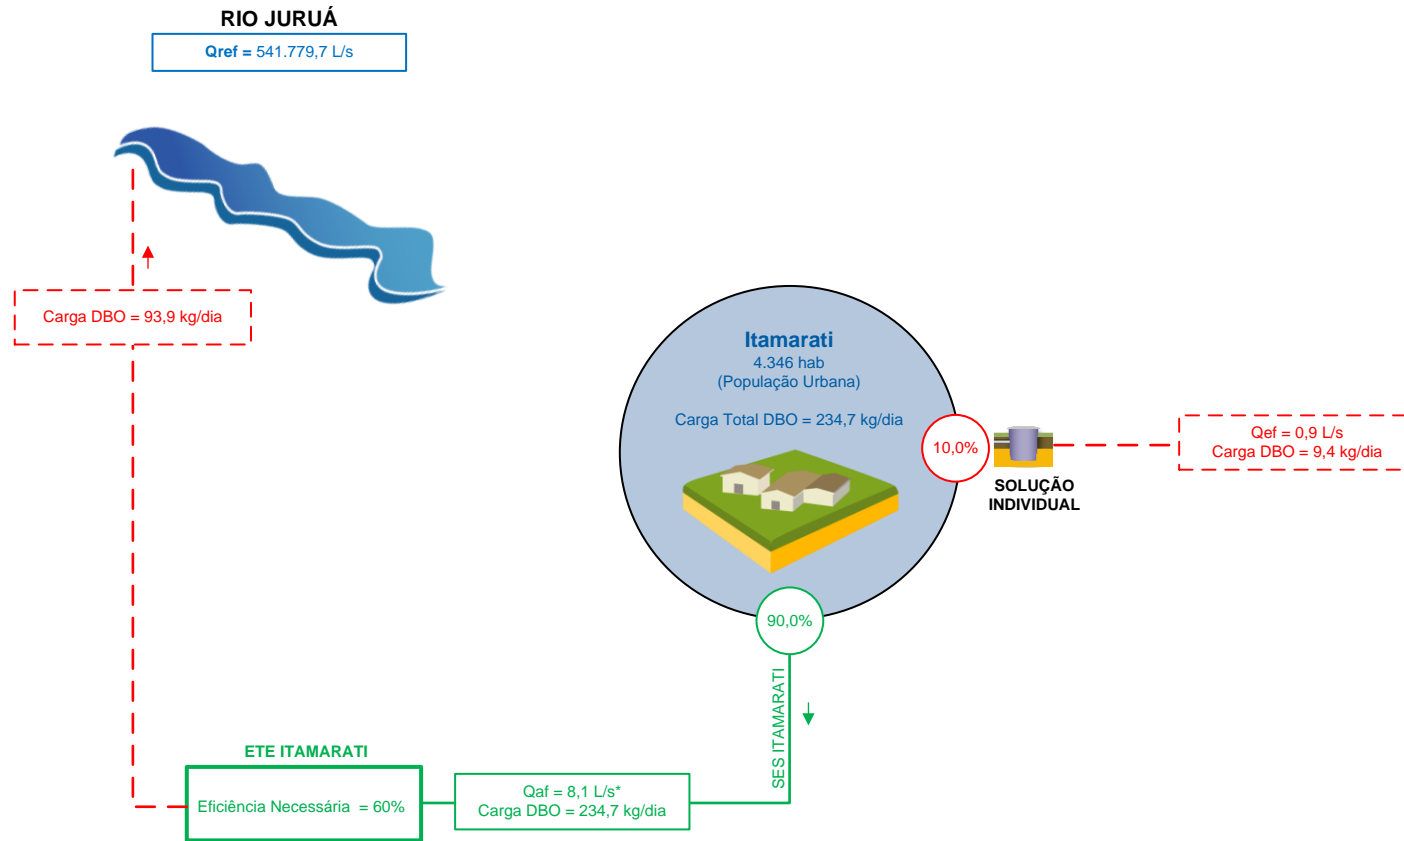 RIO JURUÁ
Qref = 541.779,7 L/s
Carga DBO = 93,9 kg/dia
Itamarati
4.346 hab
(População Urbana)
Carga Total DBO = 234,7 kg/dia
10,0%
SOLUÇÃO
INDIVIDUAL
Qef = 0,9 L/s
Carga DBO = 9,4 kg/dia
90,0%
SES ITAMARATI
ETE ITAMARATI
Eficiência Necessária = 60%
Qaf = 8,1 L/s*
Carga DBO = 234,7 kg/dia